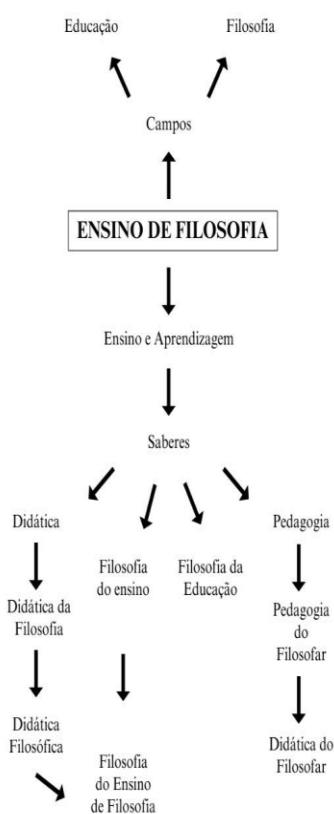 Educação
Filosofia
Campos
ENSINO DE FILOSOFIA
Ensino e Aprendizagem
Saberes
Didática
Pedagogia
Filosofia
do ensino
Filosofia da
Educação
Didática da
Filosofia
Pedagogia
do
Filosofar
Didática
Filosófica
Filosofia
do Ensino
de Filosofia
Didática do
Filosofar